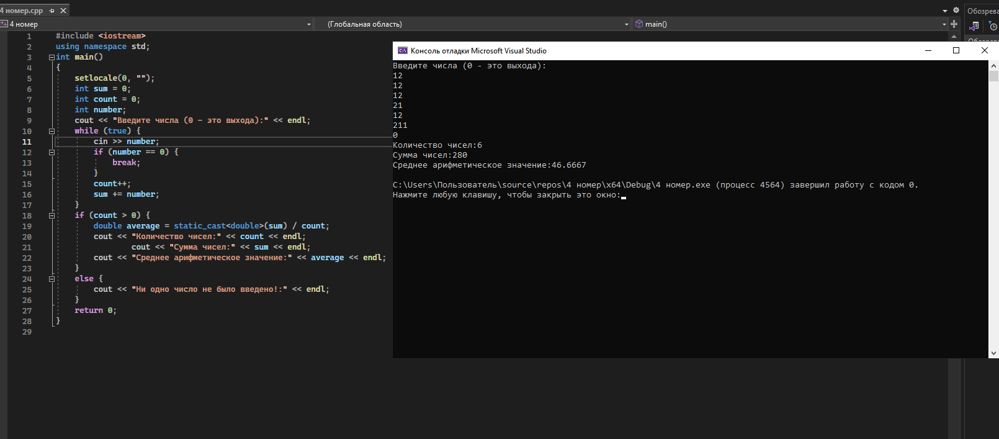 4 номер.cpp
4 номер
(Глобальная область)
main()
Обозрева
1 #include <iostream>
2 using namespace std;
3 int main()
4 {
5 setlocale(0, "");
6 int sum = 0;
7 int count = 0;
8 int number;
9 cout << "Введите числа (0 - это выхода):" << endl;
10 while (true) {
11 cin >> number;
12 if (number == 0) {
13 break;
14 }
15 count++;
16 sum += number;
17 }
18 if (count > 0) {
19 double average = static_cast<double>(sum) / count;
20 cout << "Количество чисел:" << count << endl;
21 cout << "Сумма чисел:" << sum << endl;
22 cout << "Среднее арифметическое значение:" << average << endl;
23 }
24 else {
25 cout << "Ни одно число не было введено!:" << endl;
26 }
27 return 0;
28 }
29
Консоль отладки Microsoft Visual Studio
Введите числа (0 - это выхода):
12
12
12
21
12
211
0
Количество чисел:6
Сумма чисел:280
Среднее арифметическое значение:46.6667
C:\Users\Пользователь\source\repos\4 номер\x64\Debug\4 номер.exe (процесс 4564) завершил работу с кодом 0.
Нажмите любую клавишу, чтобы закрыть это окно: